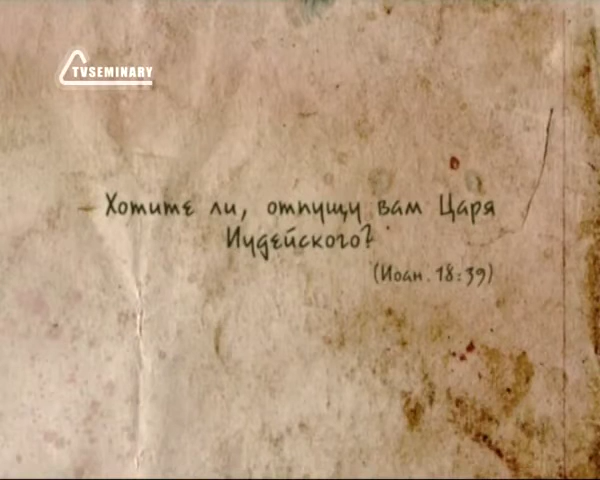 TVSEMINARY
Хотите ли, отпущу вам Царя
Иудейского?
(Иоан. 18:39)